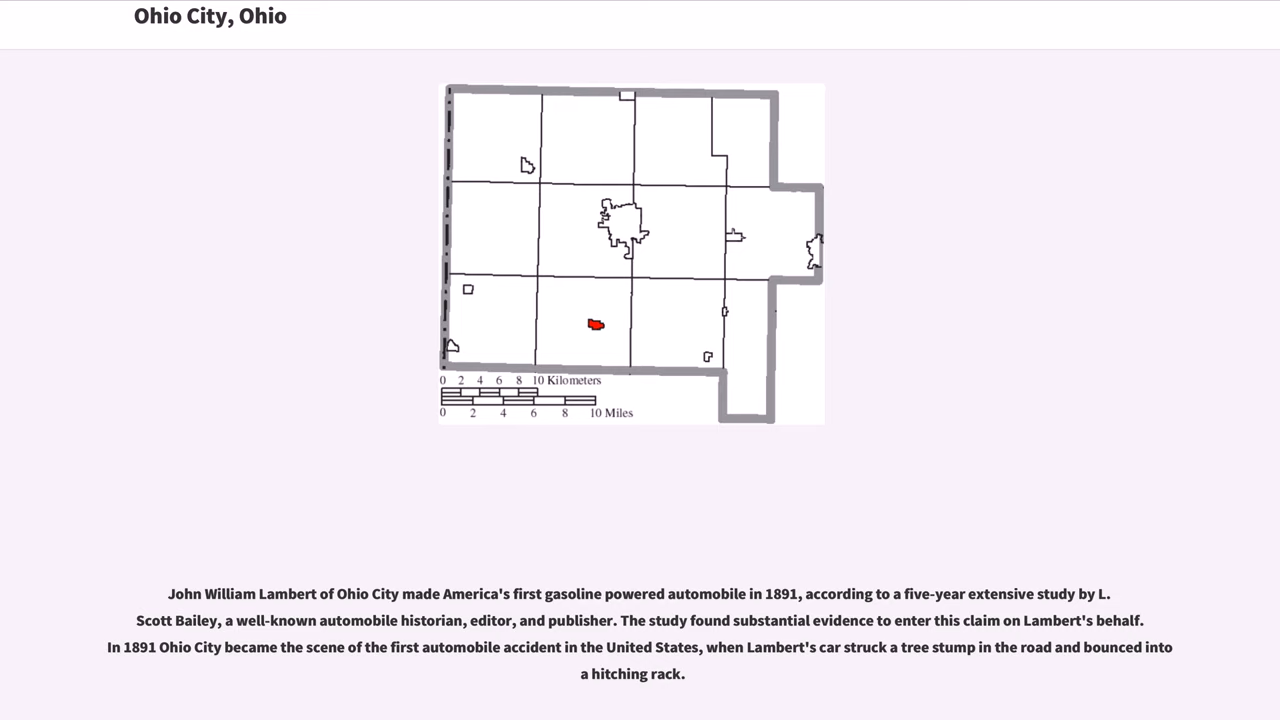 Ohio City, Ohio
0 2 4 6 8 10 Kilometers
0 2 4 6 8 10 Miles
John William Lambert of Ohio City made America's first gasoline powered automobile in 1891, according to a five-year extensive study by L.
Scott Bailey, a well-known automobile historian, editor, and publisher. The study found substantial evidence to enter this claim on Lambert's behalf.
In 1891 Ohio City became the scene of the first automobile accident in the United States, when Lambert's car struck a tree stump in the road and bounced into
a hitching rack.